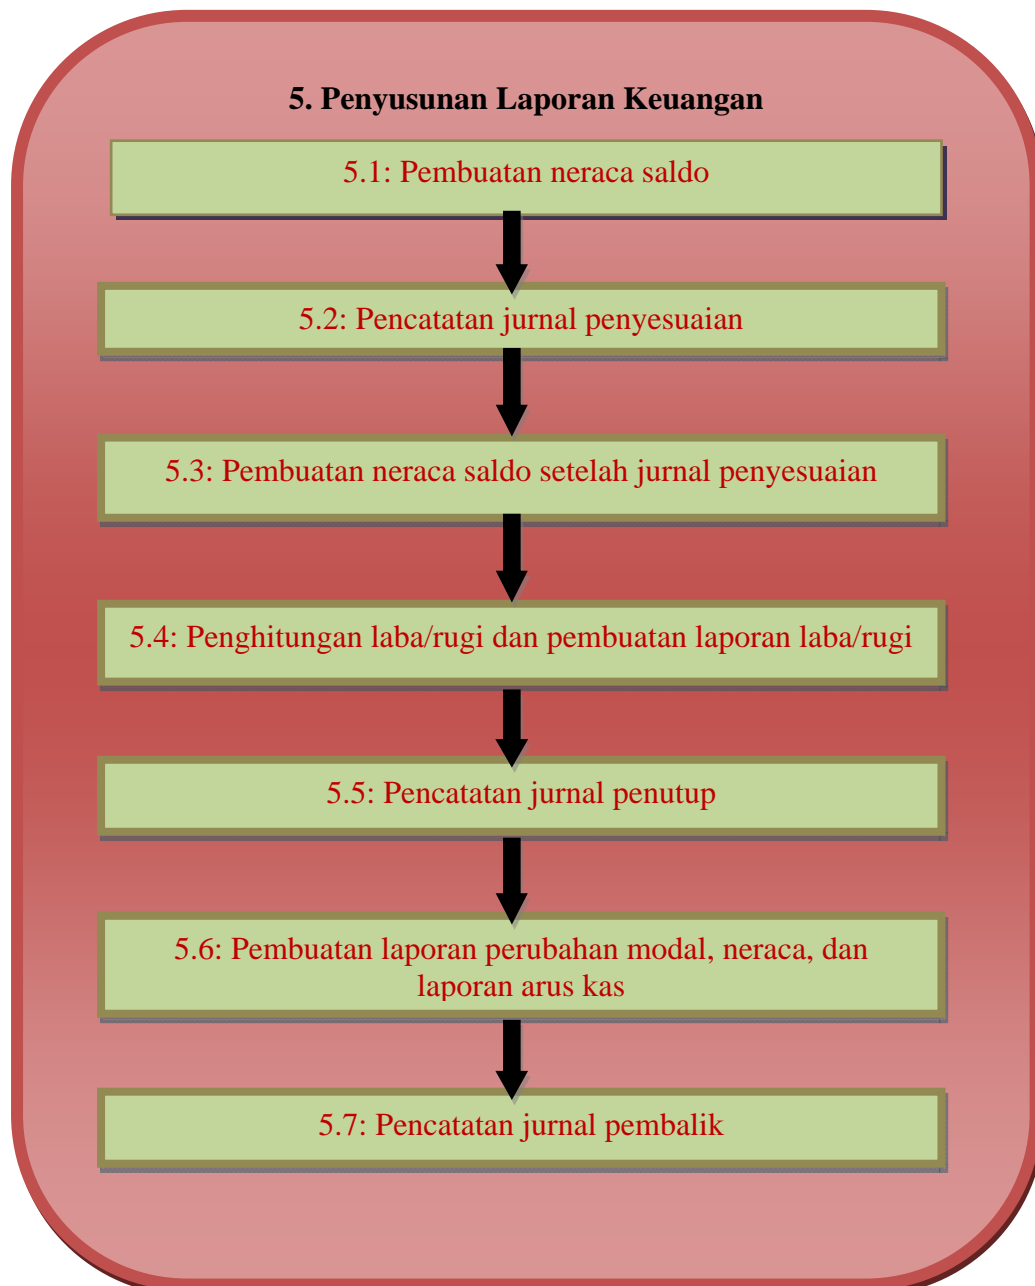 5. Penyusunan Laporan Keuangan
5.1: Pembuatan neraca saldo
5.2: Pencatatan jurnal penyesuaian
5.3: Pembuatan neraca saldo setelah jurnal penyesuaian
5.4: Penghitungan laba/rugi dan pembuatan laporan laba/rugi
5.5: Pencatatan jurnal penutup
5.6: Pembuatan laporan perubahan modal, neraca, dan
laporan arus kas
5.7: Pencatatan jurnal pembalik